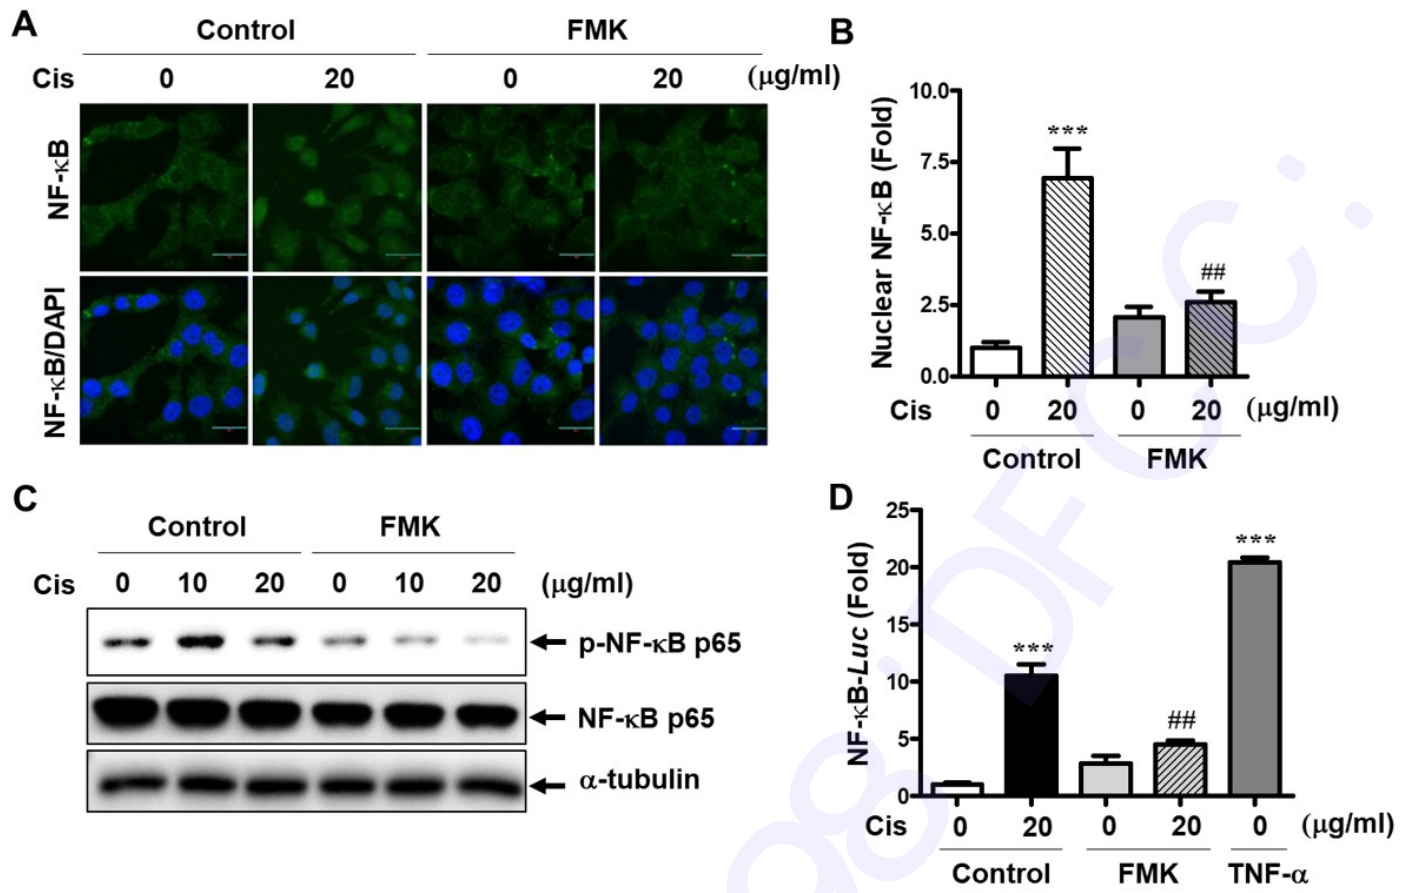 A
Control FMK
Cis 0 20 0 20 (μg/ml)
NF-κB
NF-κB/DAPI
B
Nuclear NF-κB (Fold)
10.0
7.5
5.0
2.5
0.0
***
##
Cis 0 20 0 20 (μg/ml)
Control FMK
C
Control FMK
Cis 0 10 20 0 10 20 (μg/ml)
p-NF-κB p65
NF-κB p65
α-tubulin
D
NF-κB-Luc (Fold)
25
20
15
10
5
0
***
##
***
Cis 0 20 0 20 0 (μg/ml)
Control FMK TNF-α